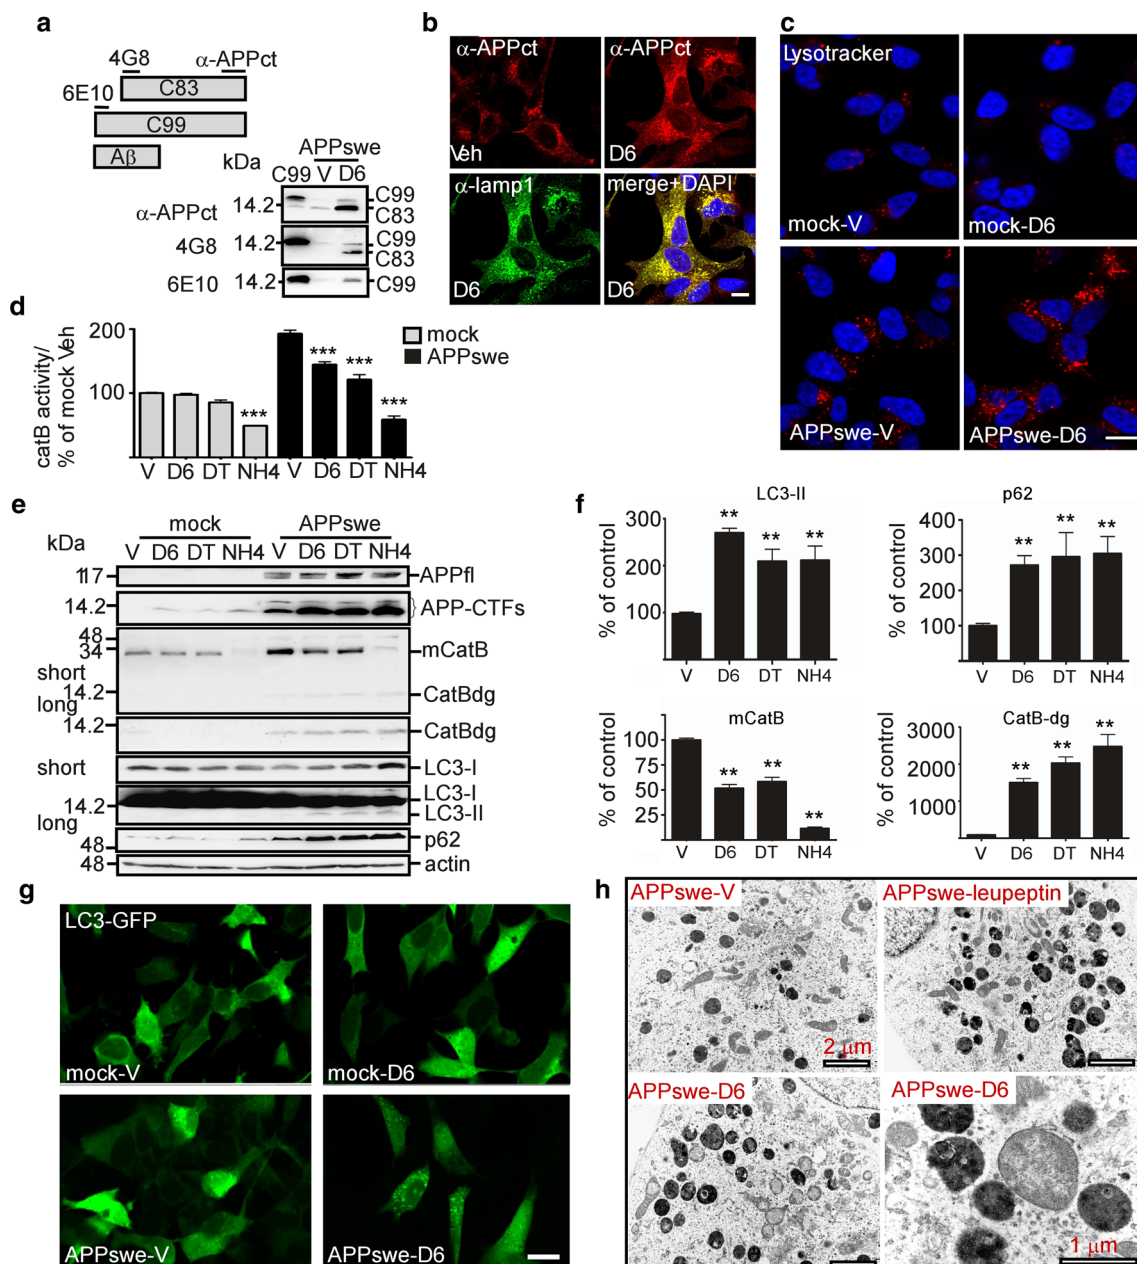 a
4G8
α-APPct
C83
6E10
C99
Aβ
APPswe
kDa
C99 V D6
α-APPct
14.2
C99
C83
4G8
14.2
C99
C83
6E10
14.2
C99
b
α-APPct
Veh
α-APPct
D6
α-lamp1
D6
merge+DAPI
D6
c
Lysotracker
mock-V
mock-D6
APPswe-V
APPswe-D6
d
catB activity/
% of mock Veh
200
100
mock
APPswe
***
***
***
***
V D6 DT NH4 V D6 DT NH4
e
mock
APPswe
kDa
V D6 DT NH4 V D6 DT NH4
117
APPfl
14.2
APP-CTFs
48
34
mCatB
short
long
14.2
CatBdg
14.2
CatBdg
short
LC3-I
LC3-I
14.2
LC3-II
long
p62
48
48
actin
f
LC3-II
% of control
300
200
100
** ** **
V D6 DT NH4
p62
% of control
400
300
200
100
** ** **
V D6 DT NH4
mCatB
% of control
100
75
50
25
** ** **
V D6 DT NH4
CatB-dg
% of control
3000
2000
1000
** ** **
V D6 DT NH4
g
LC3-GFP
mock-V
mock-D6
APPswe-V
APPswe-D6
h
APPswe-V
2 μm
APPswe-leupeptin
APPswe-D6
APPswe-D6
1 μm